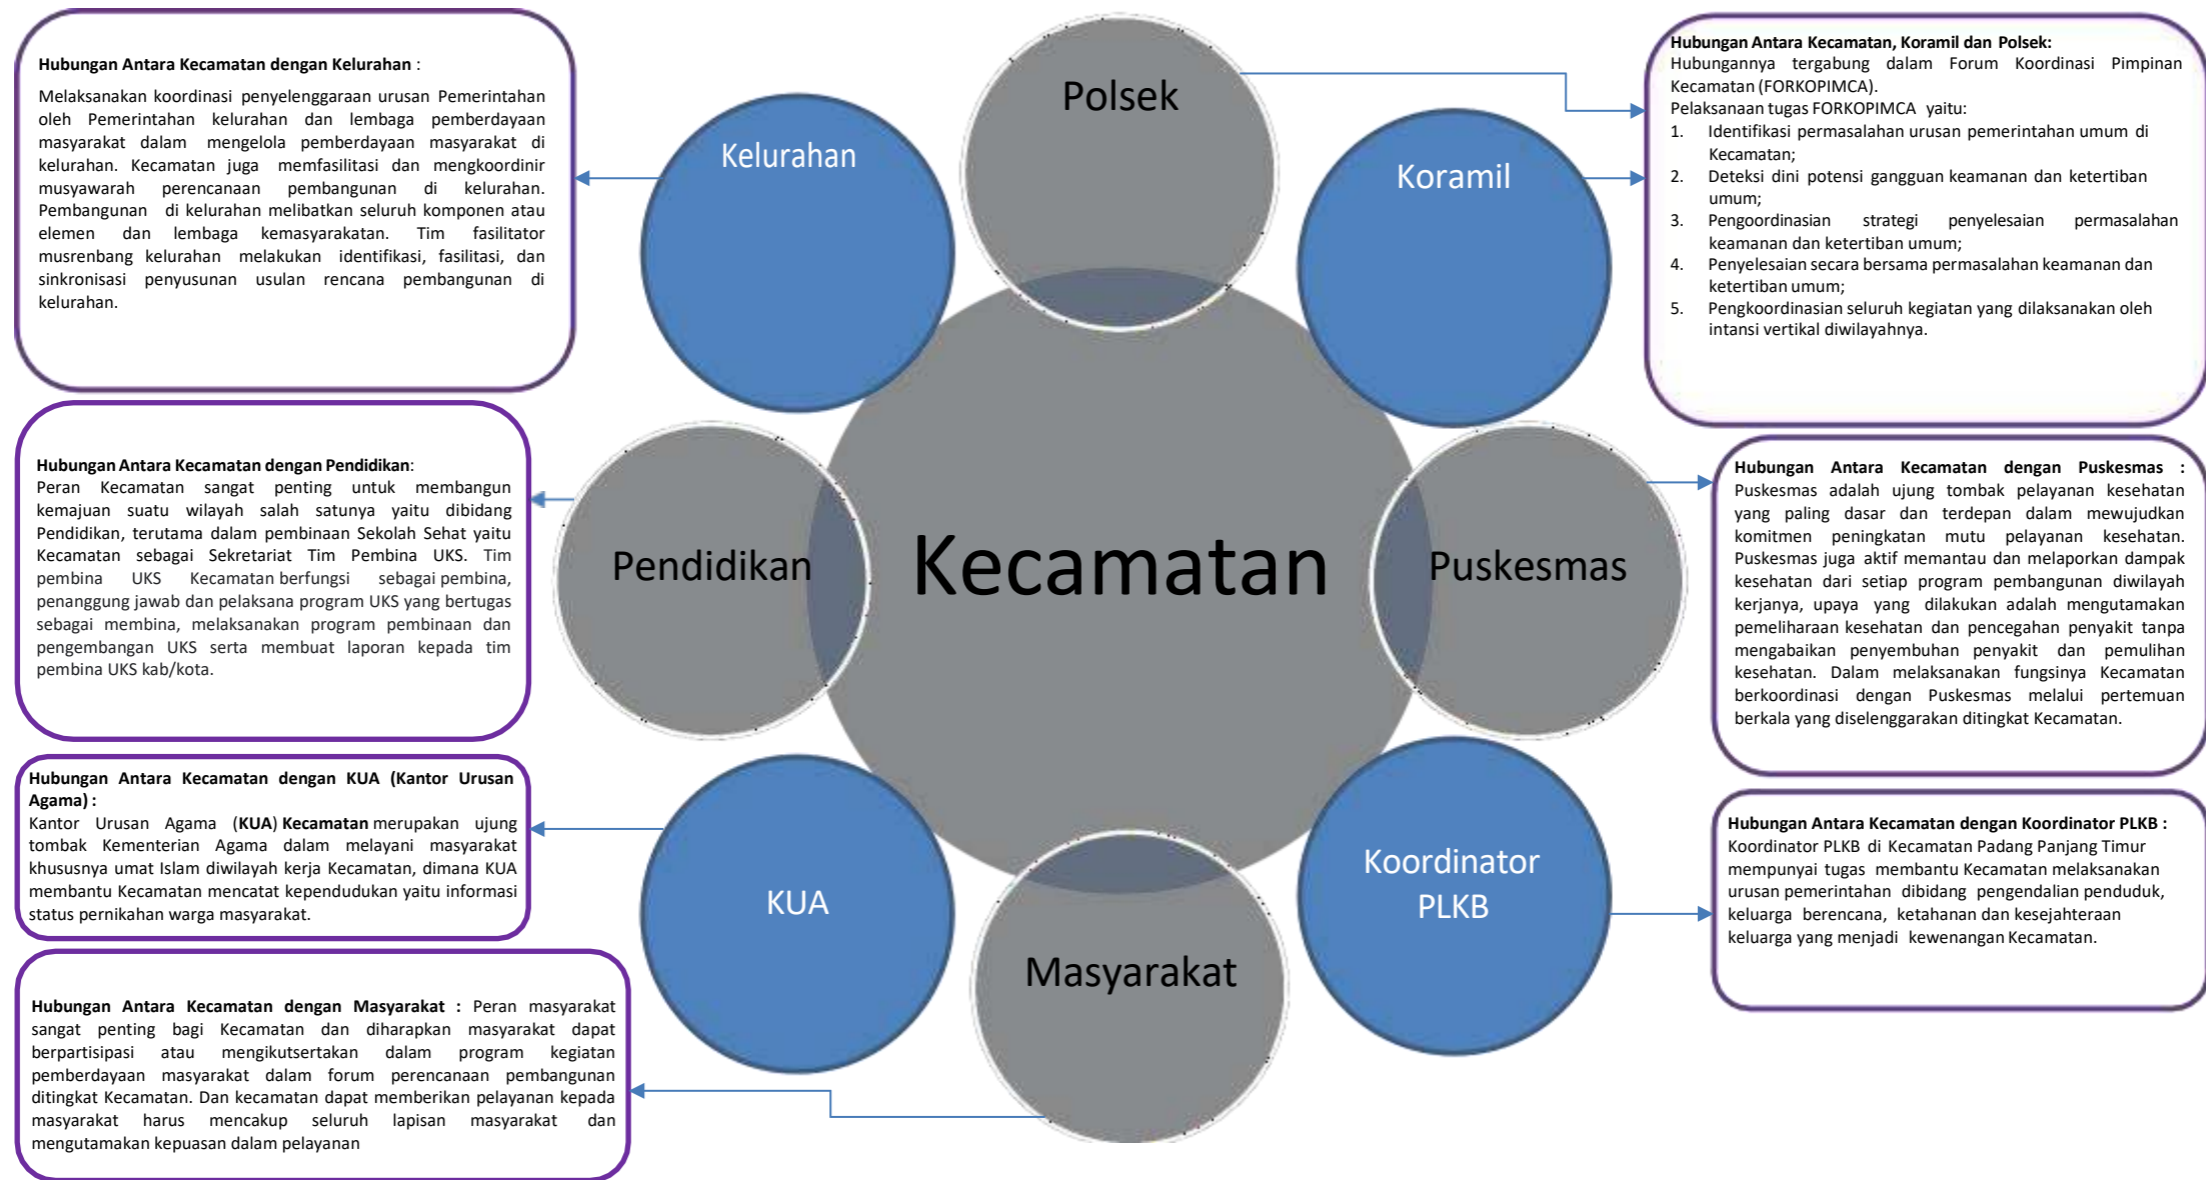 Hubungan Antara Kecamatan dengan Kelurahan :
Melaksanakan koordinasi penyelenggaraan urusan Pemerintahan
oleh Pemerintahan kelurahan dan lembaga pemberdayaan
masyarakat dalam mengelola pemberdayaan masyarakat di
kelurahan. Kecamatan juga memfasilitasi dan mengkoordinir
musyawarah perencanaan pembangunan di kelurahan.
Pembangunan di kelurahan melibatkan seluruh komponen atau
elemen dan lembaga kemasyarakatan. Tim fasilitator
musrenbang kelurahan melakukan identifikasi, fasilitasi, dan
sinkronisasi penyusunan usulan rencana pembangunan di
kelurahan.
Hubungan Antara Kecamatan dengan Pendidikan:
Peran Kecamatan sangat penting untuk membangun
kemajuan suatu wilayah salah satunya yaitu dibidang
Pendidikan, terutama dalam pembinaan Sekolah Sehat yaitu
Kecamatan sebagai Sekretariat Tim Pembina UKS. Tim
pembina UKS Kecamatan berfungsi sebagai pembina,
penanggung jawab dan pelaksana program UKS yang bertugas
sebagai membina, melaksanakan program pembinaan dan
pengembangan UKS serta membuat laporan kepada tim
pembina UKS kab/kota.
Hubungan Antara Kecamatan dengan KUA (Kantor Urusan
Agama) :
Kantor Urusan Agama (KUA) Kecamatan merupakan ujung
tombak Kementerian Agama dalam melayani masyarakat
khususnya umat Islam diwilayah kerja Kecamatan, dimana KUA
membantu Kecamatan mencatat kependudukan yaitu informasi
status pernikahan warga masyarakat.
Hubungan Antara Kecamatan dengan Masyarakat : Peran masyarakat
sangat penting bagi Kecamatan dan diharapkan masyarakat dapat
berpartisipasi atau mengikutsertakan dalam program kegiatan
pemberdayaan masyarakat dalam forum perencanaan pembangunan
ditingkat Kecamatan. Dan kecamatan dapat memberikan pelayanan kepada
masyarakat harus mencakup seluruh lapisan masyarakat dan
mengutamakan kepuasan dalam pelayanan
Polsek
Kelurahan
Koramil
Pendidikan
Kecamatan
Puskesmas
KUA
Koordinator
PLKB
Masyarakat
Hubungan Antara Kecamatan, Koramil dan Polsek:
Hubungannya tergabung dalam Forum Koordinasi Pimpinan
Kecamatan (FORKOPIMCA).
Pelaksanaan tugas FORKOPIMCA yaitu:
1. Identifikasi permasalahan urusan pemerintahan umum di
Kecamatan;
2. Deteksi dini potensi gangguan keamanan dan ketertiban
umum;
3. Pengoordinasian strategi penyelesaian permasalahan
keamanan dan ketertiban umum;
4. Penyelesaian secara bersama permasalahan keamanan dan
ketertiban umum;
5. Pengkoordinasian seluruh kegiatan yang dilaksanakan oleh
intansi vertikal diwilayahnya.
Hubungan Antara Kecamatan dengan Puskesmas :
Puskesmas adalah ujung tombak pelayanan kesehatan
yang paling dasar dan terdepan dalam mewujudkan
komitmen peningkatan mutu pelayanan kesehatan.
Puskesmas juga aktif memantau dan melaporkan dampak
kesehatan dari setiap program pembangunan diwilayah
kerjanya, upaya yang dilakukan adalah mengutamakan
pemeliharaan kesehatan dan pencegahan penyakit tanpa
mengabaikan penyembuhan penyakit dan pemulihan
kesehatan. Dalam melaksanakan fungsinya Kecamatan
berkoordinasi dengan Puskesmas melalui pertemuan
berkala yang diselenggarakan ditingkat Kecamatan.
Hubungan Antara Kecamatan dengan Koordinator PLKB :
Koordinator PLKB di Kecamatan Padang Panjang Timur
mempunyai tugas membantu Kecamatan melaksanakan
urusan pemerintahan dibidang pengendalian penduduk,
keluarga berencana, ketahanan dan kesejahteraan
keluarga yang menjadi kewenangan Kecamatan.